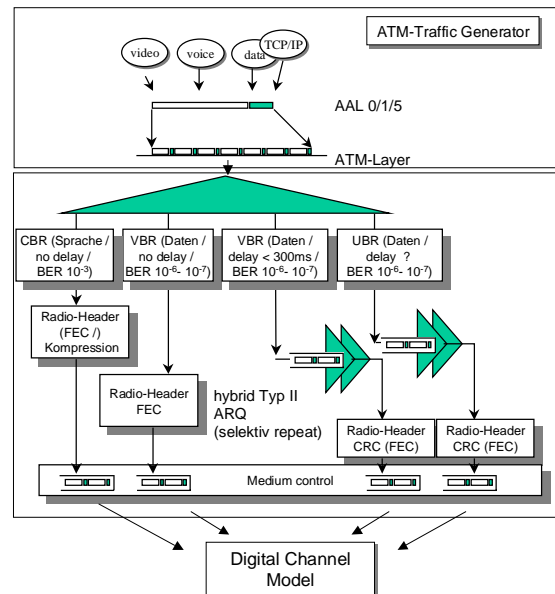 ATM-Traffic Generator
video
voice
data
TCP/IP
AAL 0/1/5
ATM-Layer
CBR (Sprache /
no delay /
BER 10-3)
VBR (Daten /
no delay /
BER 10-6- 10-7)
VBR (Daten /
delay < 300ms /
BER 10-6- 10-7)
UBR (Daten /
delay ?
BER 10-6- 10-7)
Radio-Header
(FEC /)
Kompression
Radio-Header
FEC
hybrid Typ II
ARQ
(selektiv repeat)
Radio-Header
CRC (FEC)
Radio-Header
CRC (FEC)
Medium control
Digital Channel
Model